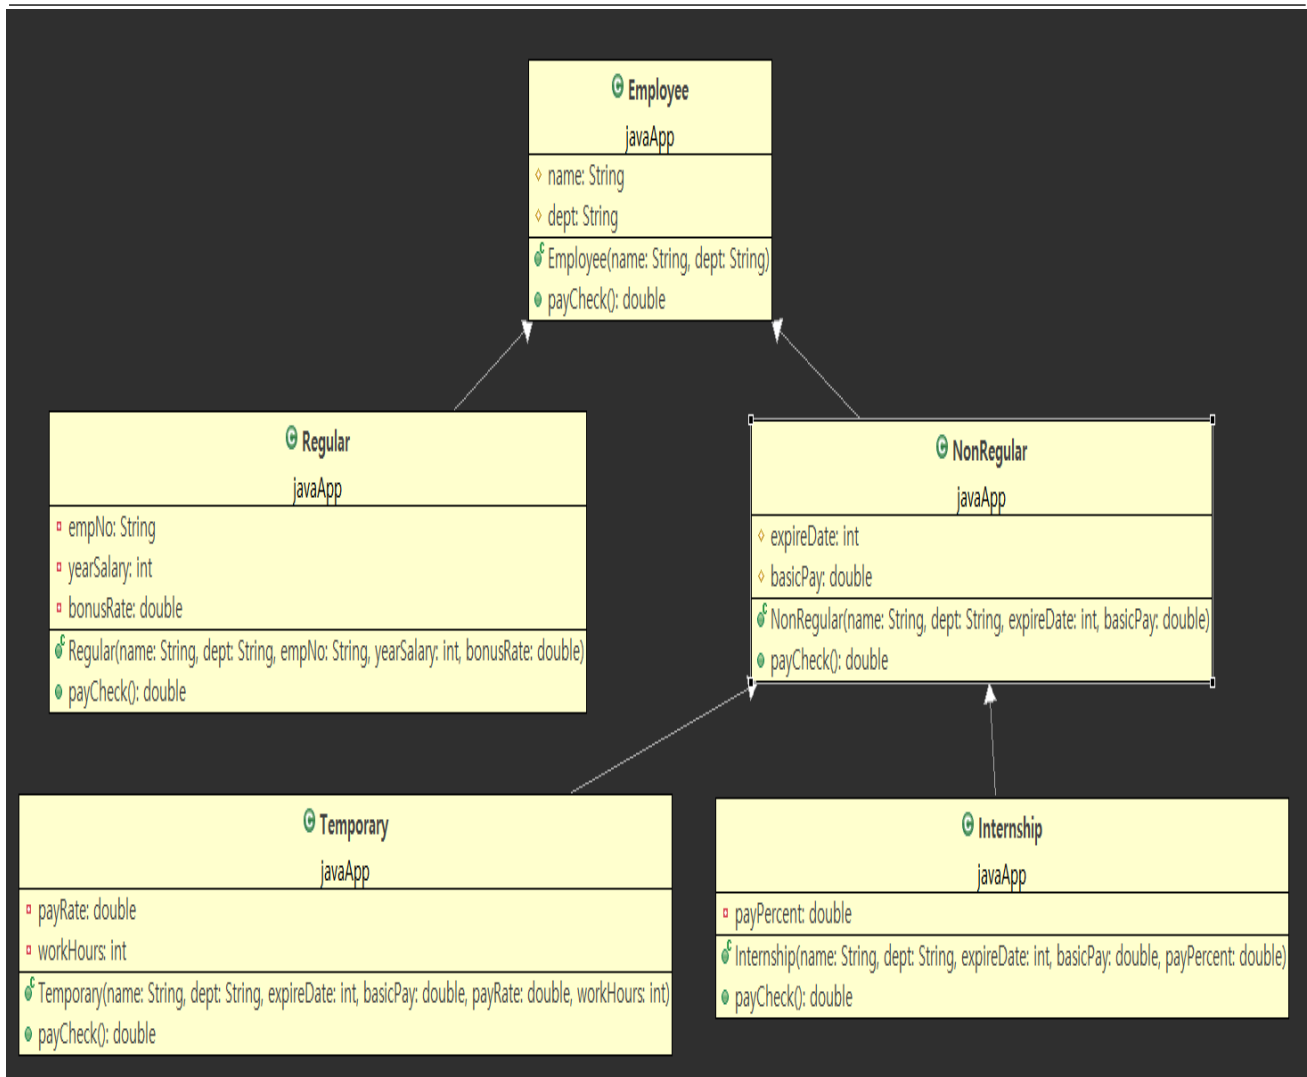 Employee
javaApp
name: String
dept: String
Employee(name: String, dept: String)
payCheck(): double
Regular
javaApp
empNo: String
yearSalary: int
bonusRate: double
Regular(name: String, dept: String, empNo: String, yearSalary: int, bonusRate: double)
payCheck(): double
NonRegular
javaApp
expireDate: int
basicPay: double
NonRegular(name: String, dept: String, expireDate: int, basicPay: double)
payCheck(): double
Temporary
javaApp
payRate: double
workHours: int
Temporary(name: String, dept: String, expireDate: int, basicPay: double, payRate: double, workHours: int)
payCheck(): double
Internship
javaApp
payPercent: double
Internship(name: String, dept: String, expireDate: int, basicPay: double, payPercent: double)
payCheck(): double